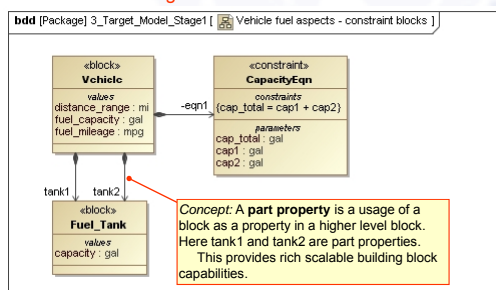 bdd [Package] 3_Target_Model_Stage1 [ Vehicle fuel aspects - constraint blocks ]
«block»
Vehicle
values
distance_range : mi
fuel_capacity : gal
fuel_mileage : mpg
-eqn1
«constraint»
CapacityEqn
constraints
{cap_total = cap1 + cap2}
parameters
cap_total : gal
cap1 : gal
cap2 : gal
tank1
tank2
«block»
Fuel_Tank
values
capacity : gal
Concept: A part property is a usage of a
block as a property in a higher level block.
Here tank1 and tank2 are part properties.
This provides rich scalable building block
capabilities.